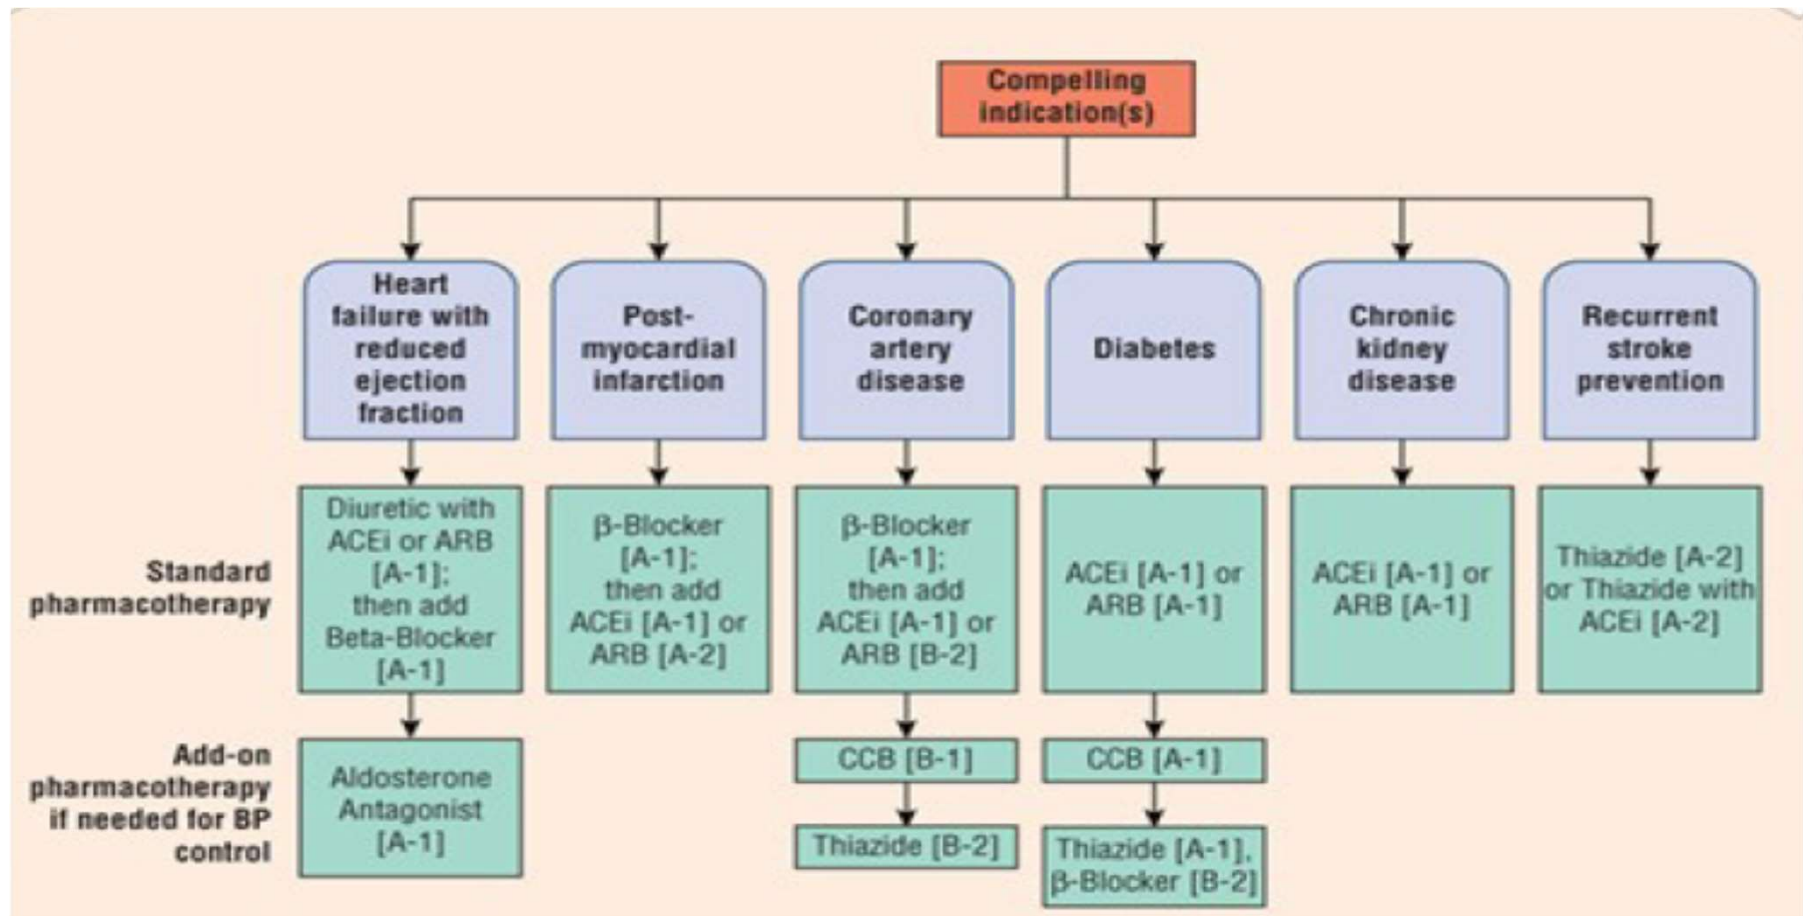 Compelling
indication(s)
Heart
failure with
reduced
ejection
fraction
Post-
myocardial
infarction
Coronary
artery
disease
Diabetes
Chronic
kidney
disease
Recurrent
stroke
prevention
Standard
pharmacotherapy
Diuretic with
ACEi or ARB
[A-1];
then add
Beta-Blocker
[A-1]
β-Blocker
[A-1];
then add
ACEi [A-1] or
ARB [A-2]
β-Blocker
[A-1];
then add
ACEi [A-1] or
ARB [B-2]
ACEi [A-1] or
ARB [A-1]
ACEi [A-1] or
ARB [A-1]
Thiazide [A-2]
or Thiazide with
ACEi [A-2]
Add-on
pharmacotherapy
if needed for BP
control
Aldosterone
Antagonist
[A-1]
CCB [B-1]
Thiazide [B-2]
CCB [A-1]
Thiazide [A-1],
β-Blocker [B-2]